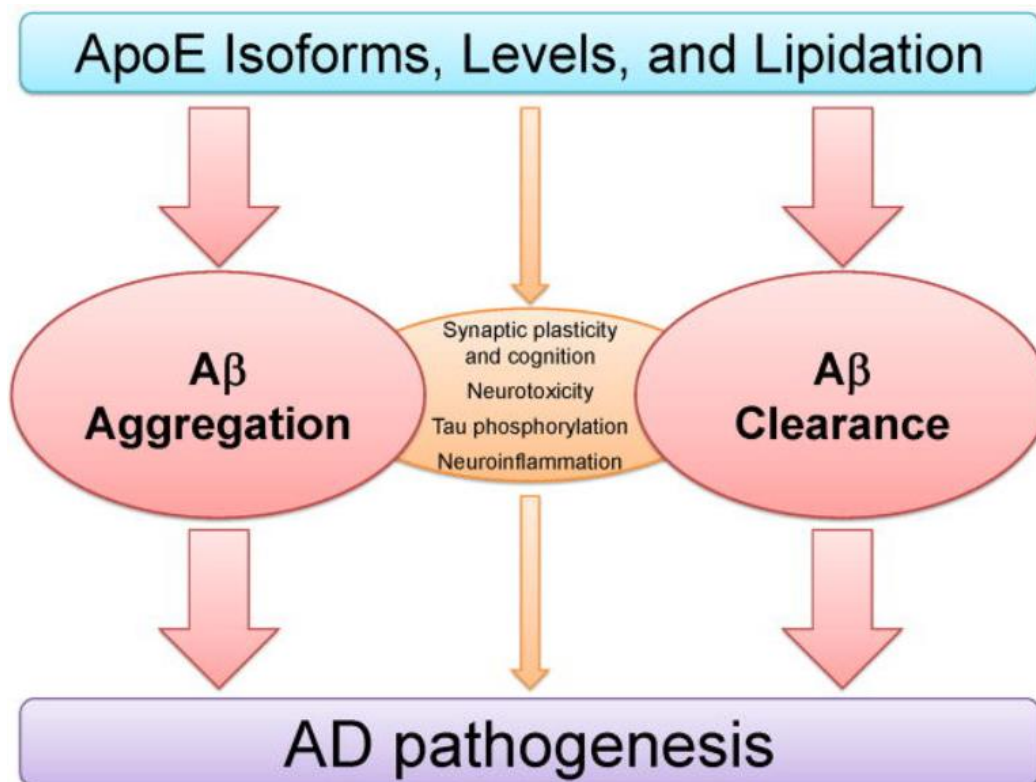 ApoE Isoforms, Levels, and Lipidation
Aβ
Aggregation
Synaptic plasticity
and cognition
Neurotoxicity
Tau phosphorylation
Neuroinflammation
Aβ
Clearance
AD pathogenesis